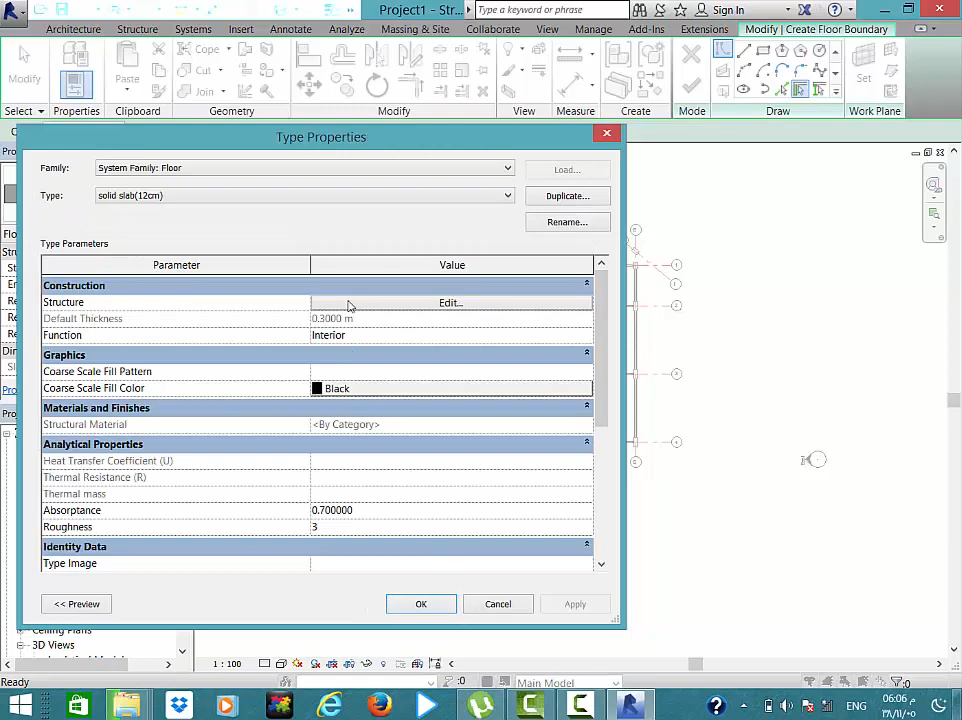 Project1 - Str...
Type a keyword or phrase
Sign In
Architecture Structure Systems Insert Annotate Analyze Massing & Site Collaborate View Manage Add-Ins Extensions Modify | Create Floor Boundary
Modify
Paste
Cope
Cut
Join
Set
Select Properties Clipboard Geometry Modify View Measure Create Mode Draw Work Plane
Type Properties
Family: System Family: Floor Load...
Type: solid slab(12cm) Duplicate...
Rename...
Type Parameters
Parameter Value
Construction
Structure Edit...
Default Thickness 0.3000 m
Function Interior
Graphics
Coarse Scale Fill Pattern
Coarse Scale Fill Color Black
Materials and Finishes
Structural Material <By Category>
Analytical Properties
Heat Transfer Coefficient (U)
Thermal Resistance (R)
Thermal mass
Absorptance 0.700000
Roughness 3
Identity Data
Type Image
<< Preview OK Cancel Apply
Ceiling Plans
3D Views
1 : 100
Ready
:0
Main Model
:0
ENG
06:06 م